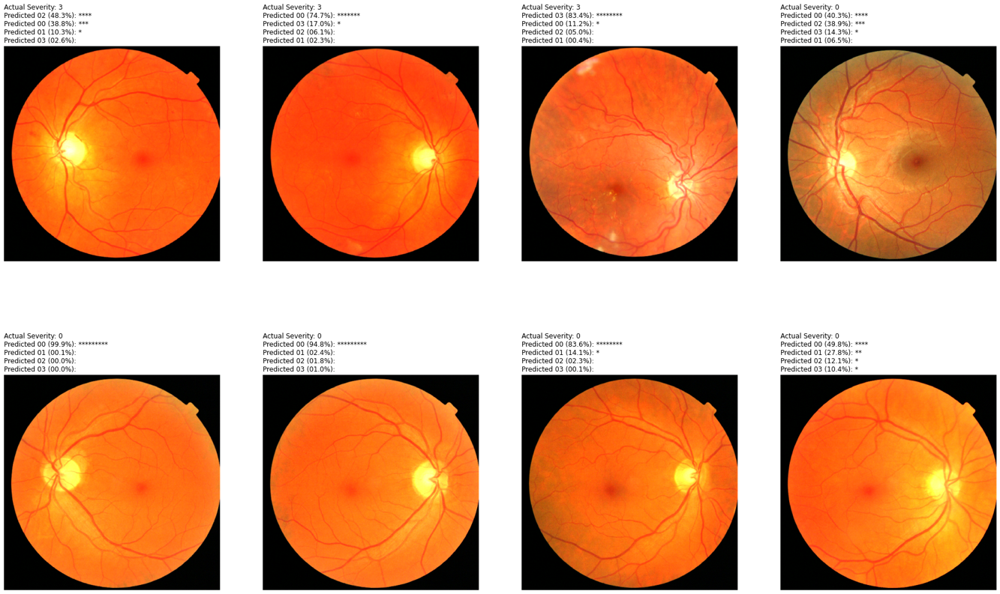 Actual Severity: 3
Predicted 02 (48.3%): ****
Predicted 00 (38.8%): ***
Predicted 01 (10.3%): *
Predicted 03 (02.6%):
Actual Severity: 3
Predicted 00 (74.7%): *******
Predicted 03 (17.0%): *
Predicted 02 (06.1%):
Predicted 01 (02.3%):
Actual Severity: 3
Predicted 03 (83.4%): ********
Predicted 00 (11.2%): *
Predicted 02 (05.0%):
Predicted 01 (00.4%):
Actual Severity: 0
Predicted 00 (40.3%): ****
Predicted 02 (38.9%): ***
Predicted 03 (14.3%): *
Predicted 01 (06.5%):
Actual Severity: 0
Predicted 00 (99.9%): *********
Predicted 01 (00.1%):
Predicted 02 (00.0%):
Predicted 03 (00.0%):
Actual Severity: 0
Predicted 00 (94.8%): *********
Predicted 01 (02.4%):
Predicted 02 (01.8%):
Predicted 03 (01.0%):
Actual Severity: 0
Predicted 00 (83.6%): ********
Predicted 01 (14.1%): *
Predicted 02 (02.3%):
Predicted 03 (00.1%):
Actual Severity: 0
Predicted 00 (49.8%): ****
Predicted 01 (27.8%): **
Predicted 02 (12.1%): *
Predicted 03 (10.4%): *